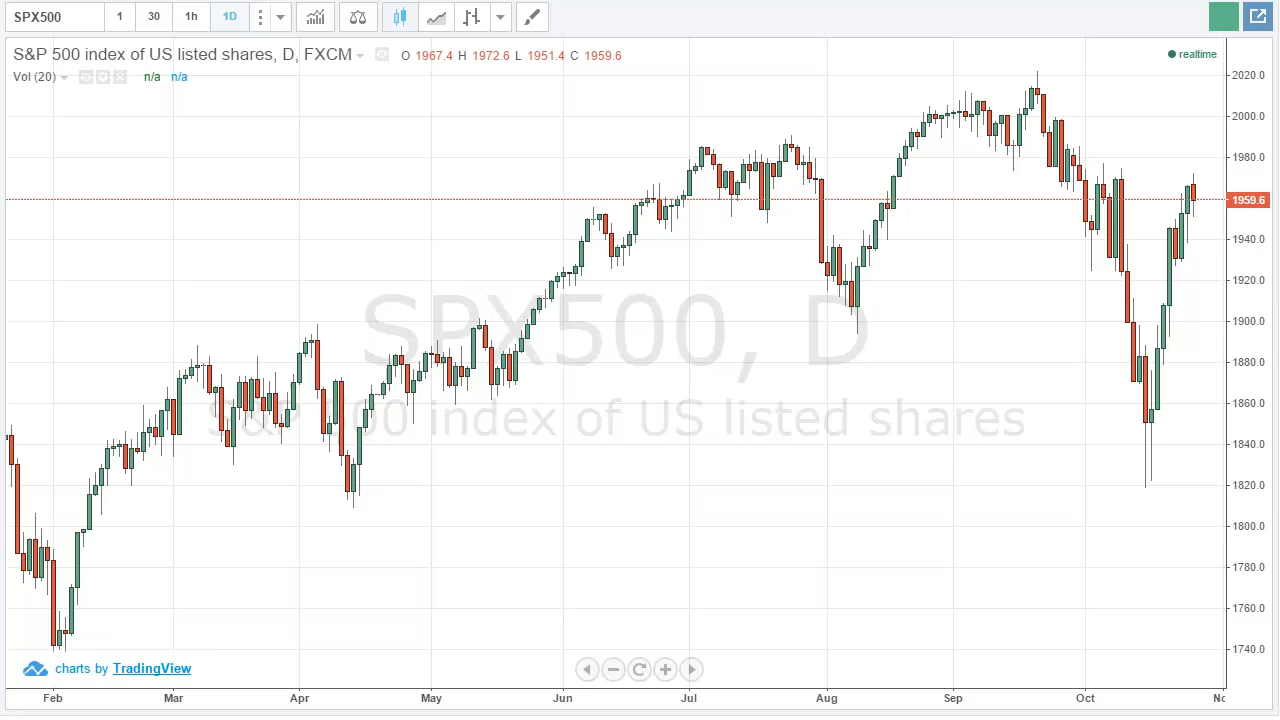 SPX500 1 30 1h 1D
S&P 500 index of US listed shares, D, FXCM O 1967.4 H 1972.6 L 1951.4 C 1959.6 realtime
Vol (20) n/a n/a
2020.0
2000.0
1980.0
1959.6
1940.0
1920.0
1900.0
1880.0
1860.0
1840.0
1820.0
1800.0
1780.0
1760.0
1740.0
SPX500, D
S&P 500 index of US listed shares
charts by TradingView
Feb Mar Apr May Jun Jul Aug Sep Oct